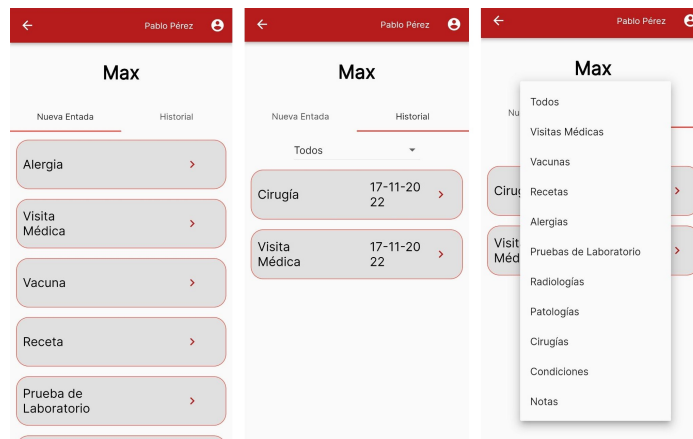 Pablo Pérez
Max
Nueva Entada
Historial
Alergia
Visita
Médica
Vacuna
Receta
Prueba de
Laboratorio
Pablo Pérez
Max
Nueva Entada
Historial
Todos
Cirugía
17-11-20
22
Visita
Médica
17-11-20
22
Pablo Pérez
Max
Nu
Ciru
Visit
Méd
Todos
Visitas Médicas
Vacunas
Recetas
Alergias
Pruebas de Laboratorio
Radiologías
Patologías
Cirugías
Condiciones
Notas